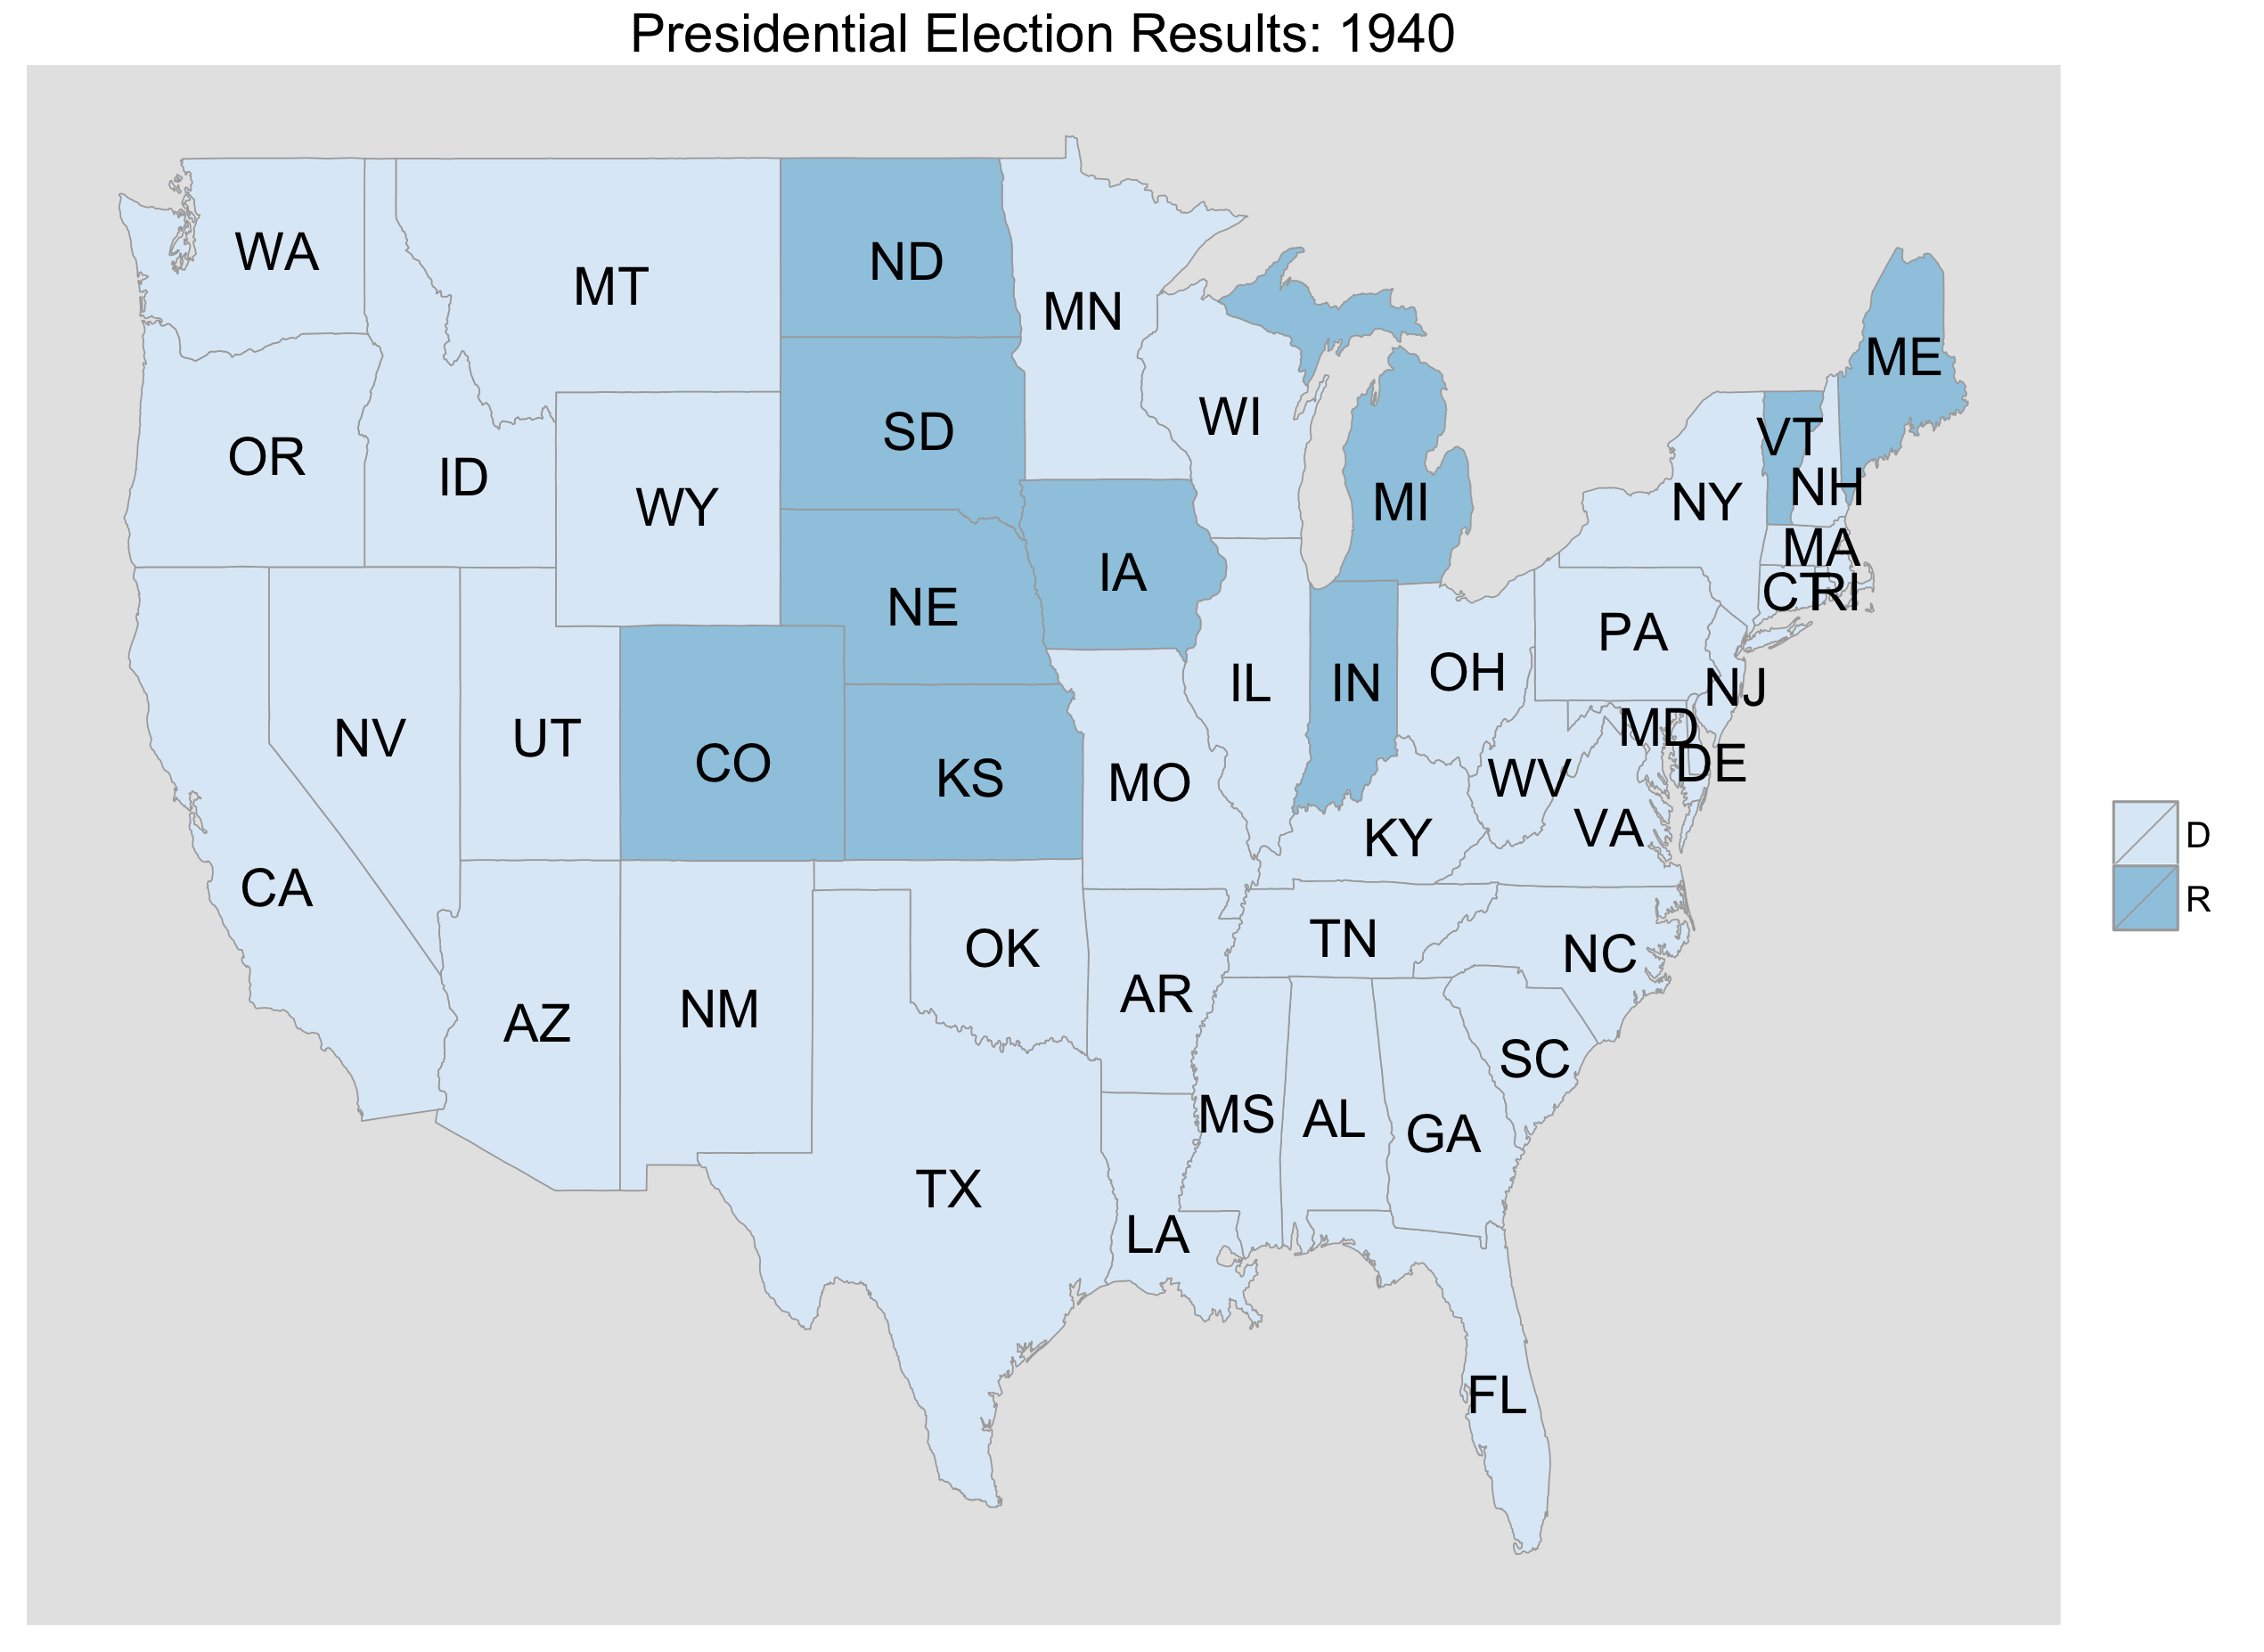 Presidential Election Results: 1940
WA
MT
ND
MN
ME
OR
ID
WY
SD
WI
MI
VT
NH
NY
MA
CT
RI
NE
IA
PA
NV
UT
CO
KS
MO
IL
IN
OH
NJ
MD
DE
WV
VA
KY
CA
AZ
NM
OK
AR
TN
NC
SC
TX
LA
MS
AL
GA
FL
D
R